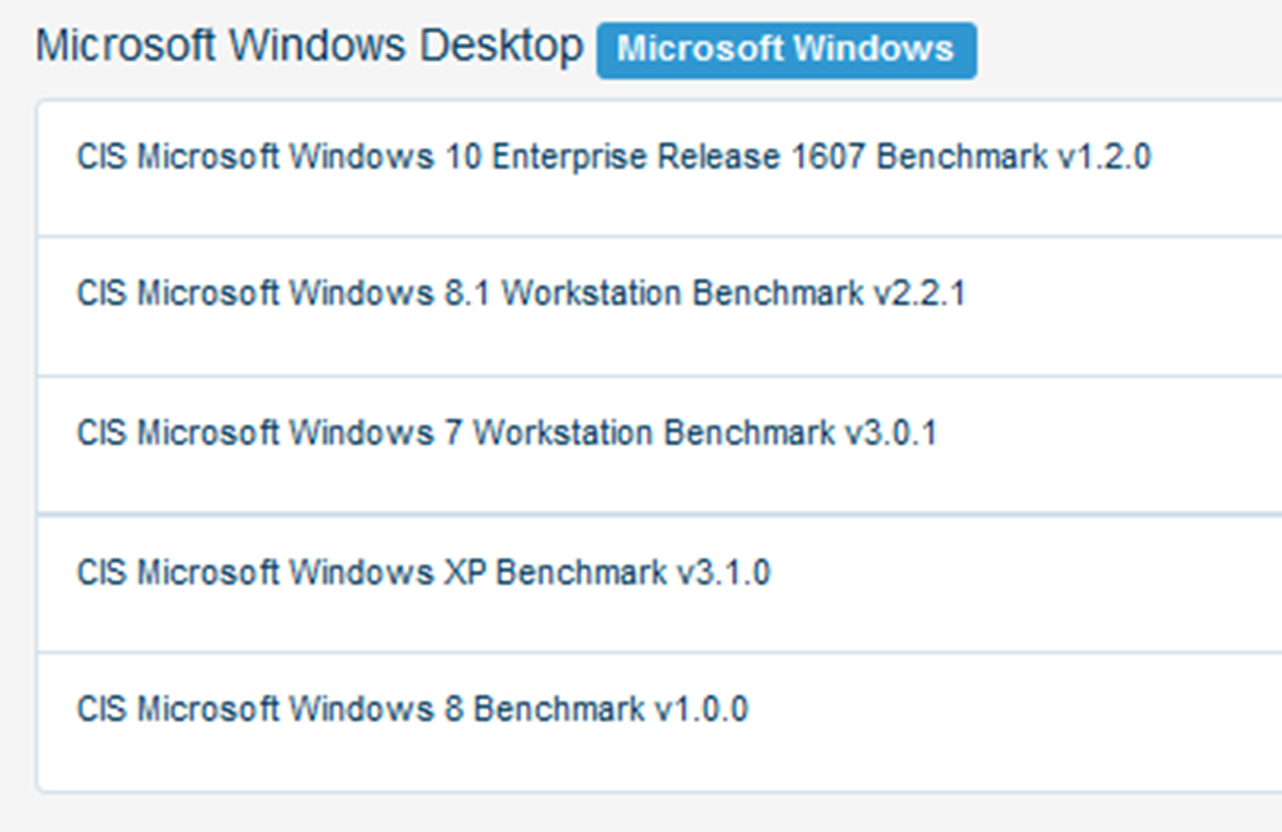 Microsoft Windows Desktop Microsoft Windows
CIS Microsoft Windows 10 Enterprise Release 1607 Benchmark v1.2.0
CIS Microsoft Windows 8.1 Workstation Benchmark v2.2.1
CIS Microsoft Windows 7 Workstation Benchmark v3.0.1
CIS Microsoft Windows XP Benchmark v3.1.0
CIS Microsoft Windows 8 Benchmark v1.0.0